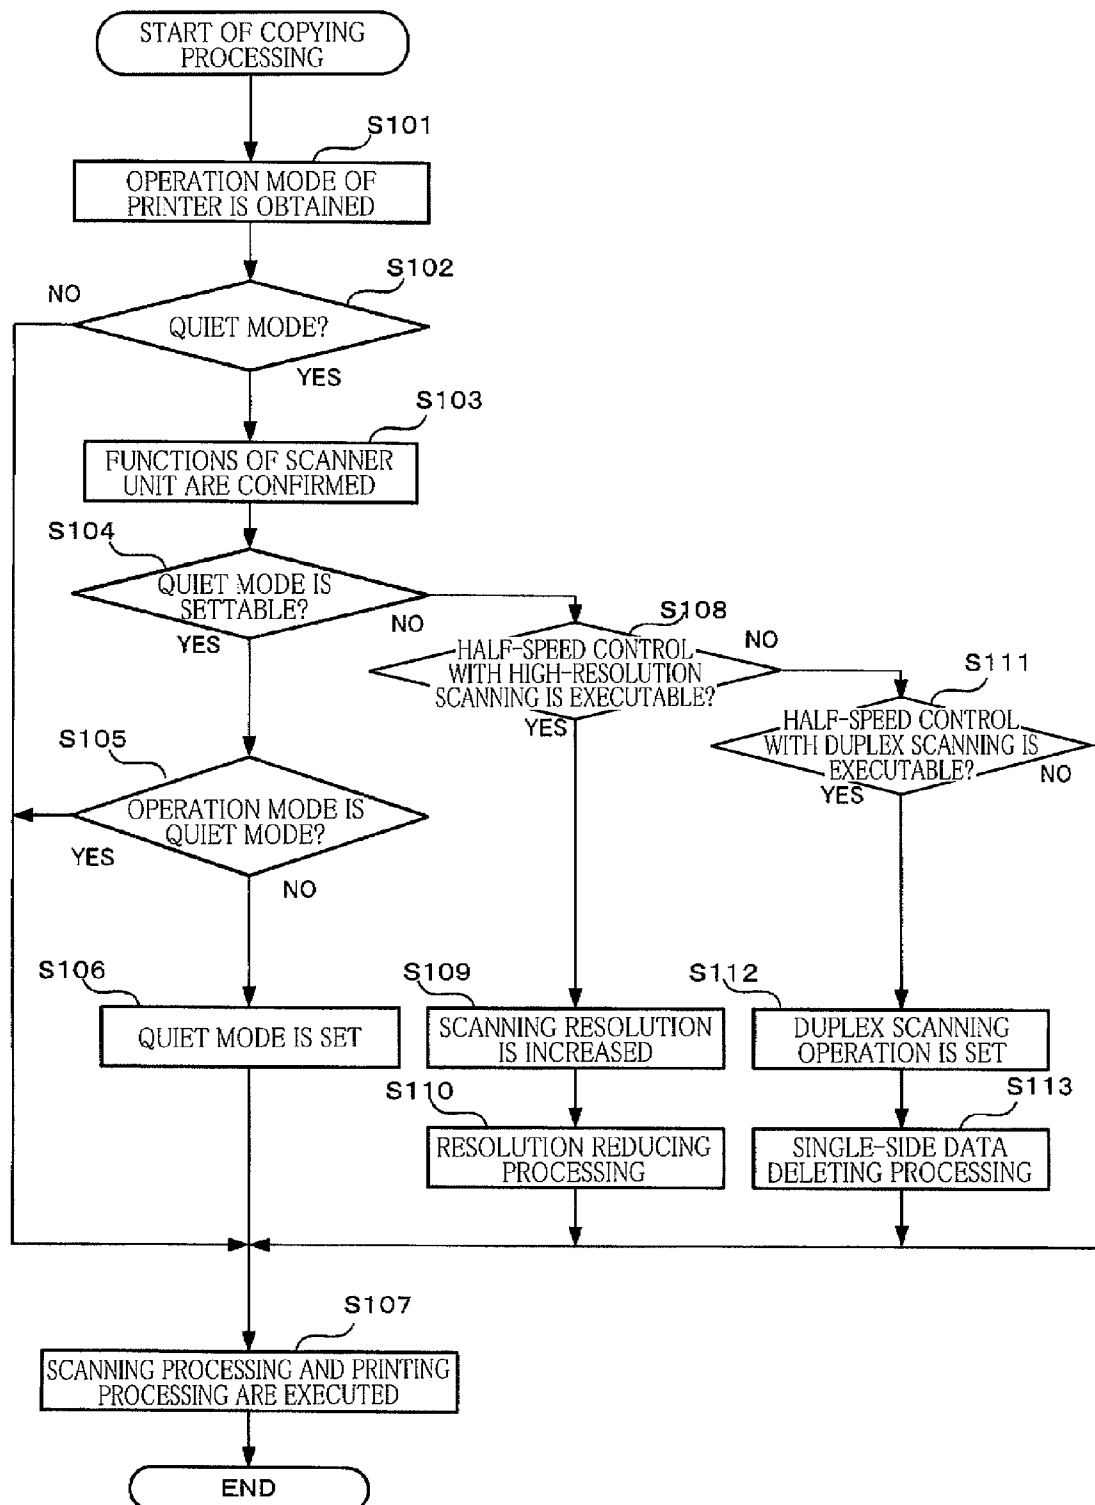 START OF COPYING
PROCESSING
S101
OPERATION MODE OF
PRINTER IS OBTAINED
S102
NO
QUIET MODE?
YES
S103
FUNCTIONS OF SCANNER
UNIT ARE CONFIRMED
S104
QUIET MODE IS
SETTABLE?
YES
NO
S108
HALF-SPEED CONTROL
WITH HIGH-RESOLUTION
SCANNING IS EXECUTABLE?
NO
YES
S111
HALF-SPEED CONTROL
WITH DUPLEX SCANNING IS
EXECUTABLE?
NO
YES
S105
OPERATION MODE IS
QUIET MODE?
YES
NO
S106
QUIET MODE IS SET
S109
SCANNING RESOLUTION
IS INCREASED
S112
DUPLEX SCANNING
OPERATION IS SET
S110
RESOLUTION REDUCING
PROCESSING
S113
SINGLE-SIDE DATA
DELETING PROCESSING
S107
SCANNING PROCESSING AND PRINTING
PROCESSING ARE EXECUTED
END